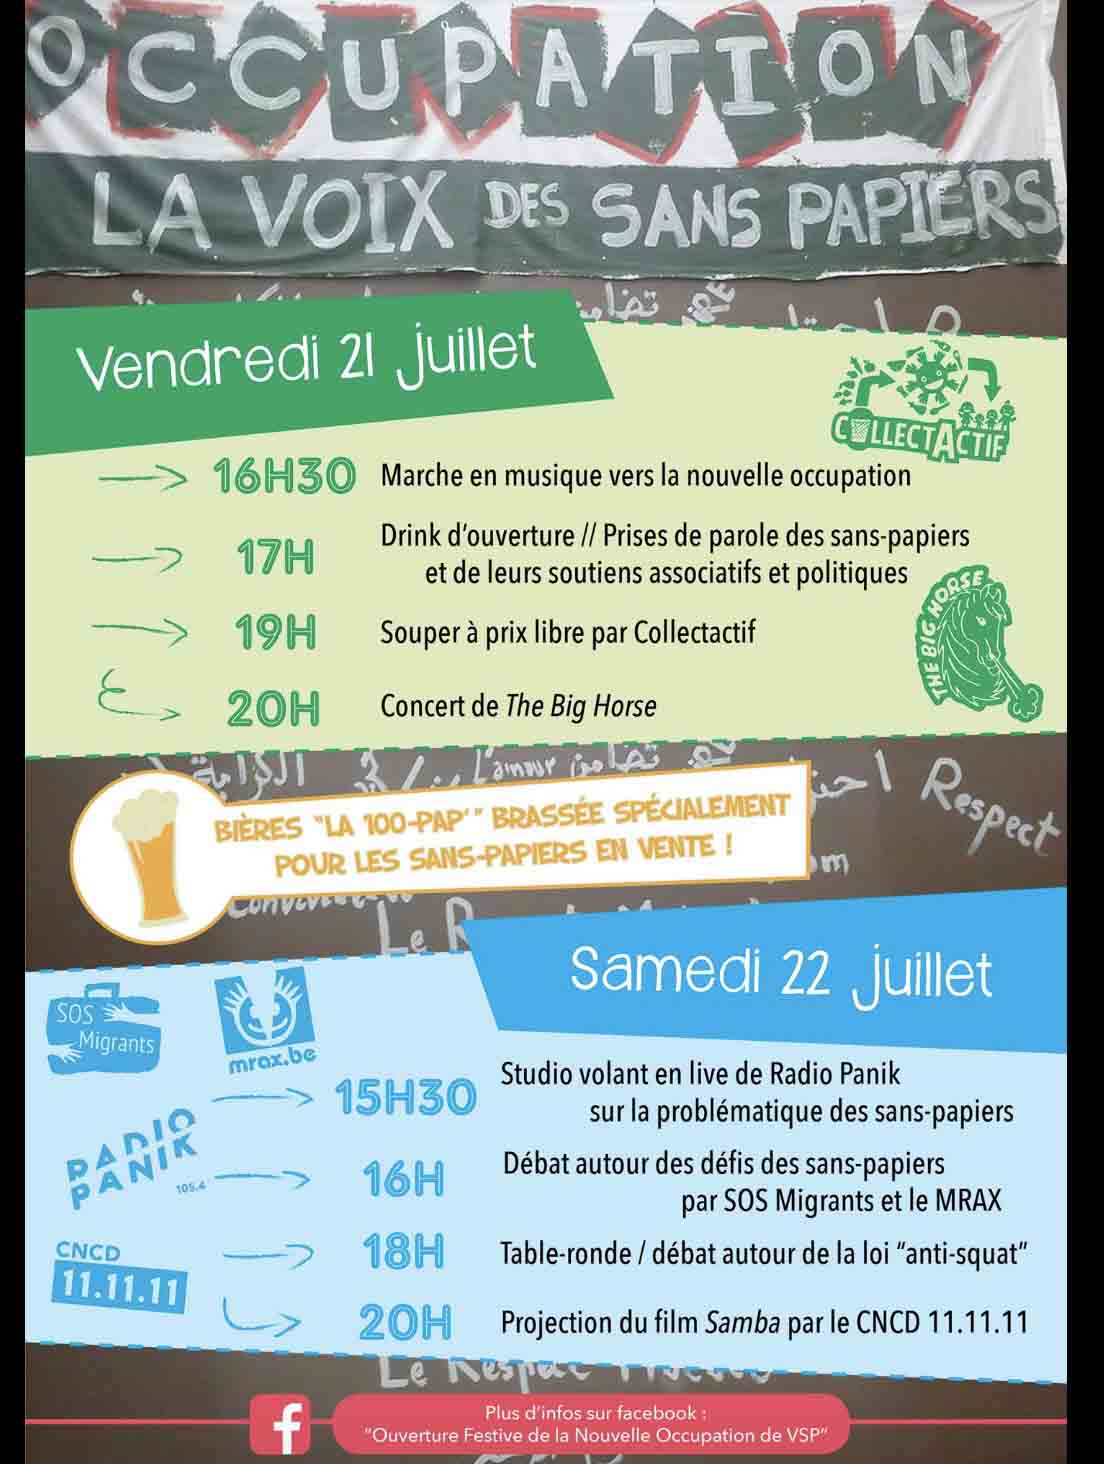 OCCUPATION
LA VOIX DES SANS PAPIERS
Vendredi 21 juillet
COLLECTACTIF
16H30 Marche en musique vers la nouvelle occupation
17H Drink d'ouverture // Prises de parole des sans-papiers
et de leurs soutiens associatifs et politiques
THE BIG HORSE
19H Souper à prix libre par Collectactif
20H Concert de The Big Horse
L'amour
الكرامة
تضامن
Respect
BIÈRES "LA 100-PAP'" BRASSÉE SPÉCIALEMENT
POUR LES SANS-PAPIERS EN VENTE !
Le
Samedi 22 juillet
SOS
Migrants
mrax.be
15H30 Studio volant en live de Radio Panik
sur la problématique des sans-papiers
RADIO
PANIK
105.4
16H Débat autour des défis des sans-papiers
par SOS Migrants et le MRAX
CNCD
11.11.11
18H Table-ronde / débat autour de la loi "anti-squat"
20H Projection du film Samba par le CNCD 11.11.11
Le Respect
Plus d'infos sur facebook :
"Ouverture Festive de la Nouvelle Occupation de VSP"